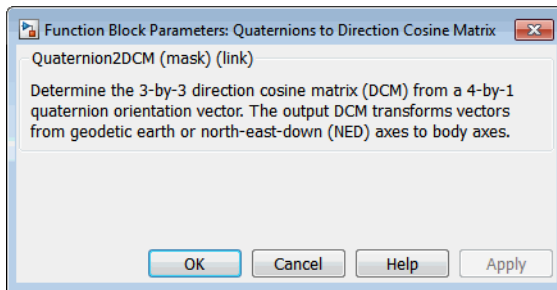 Function Block Parameters: Quaternions to Direction Cosine Matrix
Quaternion2DCM (mask) (link)
Determine the 3-by-3 direction cosine matrix (DCM) from a 4-by-1
quaternion orientation vector. The output DCM transforms vectors
from geodetic earth or north-east-down (NED) axes to body axes.
OK Cancel Help Apply